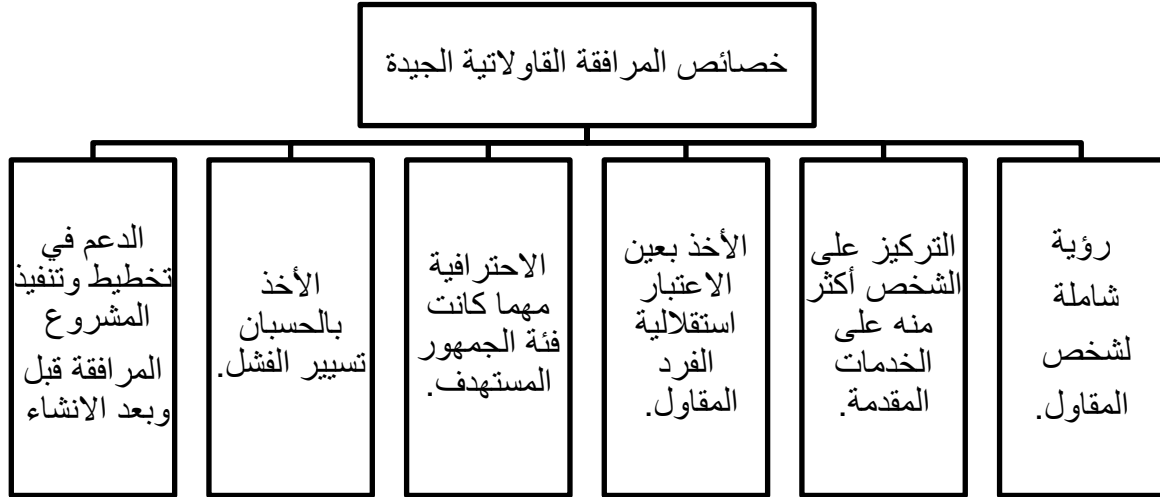 خصائص المرافقة القاولاتية الجيدة
رؤية
شاملة
لشخص
المقاول.
التركيز على
الشخص أكثر
منه على
الخدمات
المقدمة.
الأخذ بعين
الاعتبار
استقلالية
الفرد
المقاول.
الاحترافية
مهما كانت
فئة الجمهور
المستهدف.
الأخذ
بالحسبان
تسيير الفشل.
الدعم في
تخطيط وتنفيذ
المشروع
المرافقة قبل
وبعد الانشاء